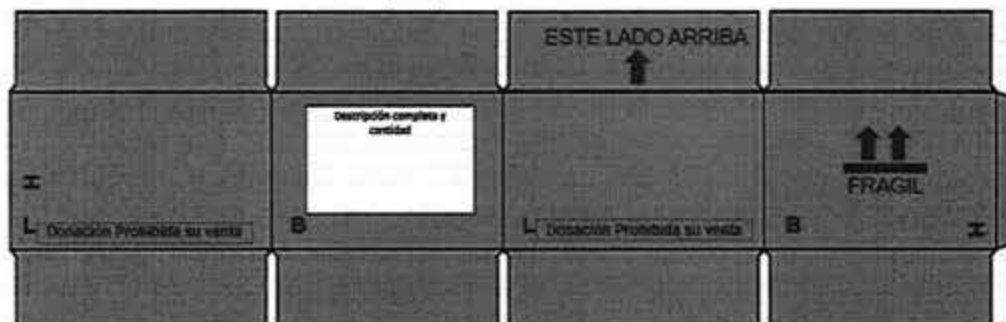 ESTE LADO ARRIBA
Descripción completa y
cantidad
H
FRAGIL
L Donación Prohibida su venta
B
L Donación Prohibida su venta
B
H